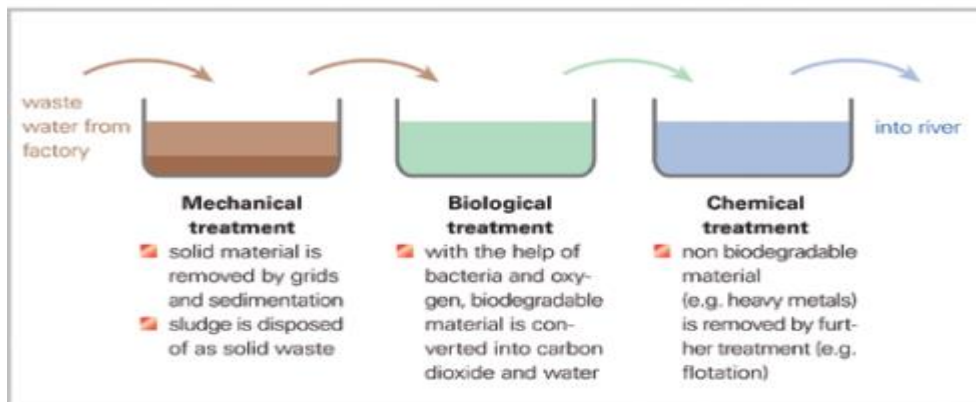 waste
water from
factory
into river
Mechanical
treatment
solid material is
removed by grids
and sedimentation
sludge is disposed
of as solid waste
Biological
treatment
with the help of
bacteria and oxy-
gen, biodegradable
material is con-
verted into carbon
dioxide and water
Chemical
treatment
non biodegradable
material
(e.g. heavy metals)
is removed by furt-
her treatment (e.g.
flotation)